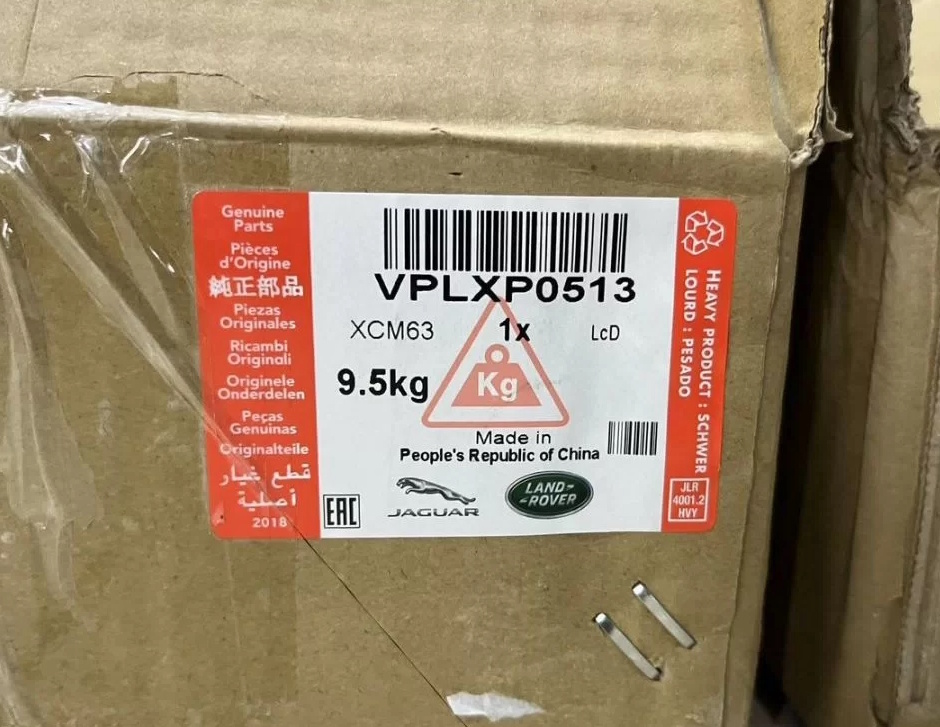 Genuine
Parts
Pièces
d'Origine
純正部品
Piezas
Originales
Ricambi
Originali
Originele
Onderdelen
Peças
Genuinas
Originalteile
قطع غيار
أصلية
2018
VPLXP0513
XCM63 1x LcD
9.5kg Kg
Made in
People's Republic of China
EAC JAGUAR LAND-
-ROVER
HEAVY PRODUCT : SCHWER
LOURD : PESADO
JLR
4001.2
HVY